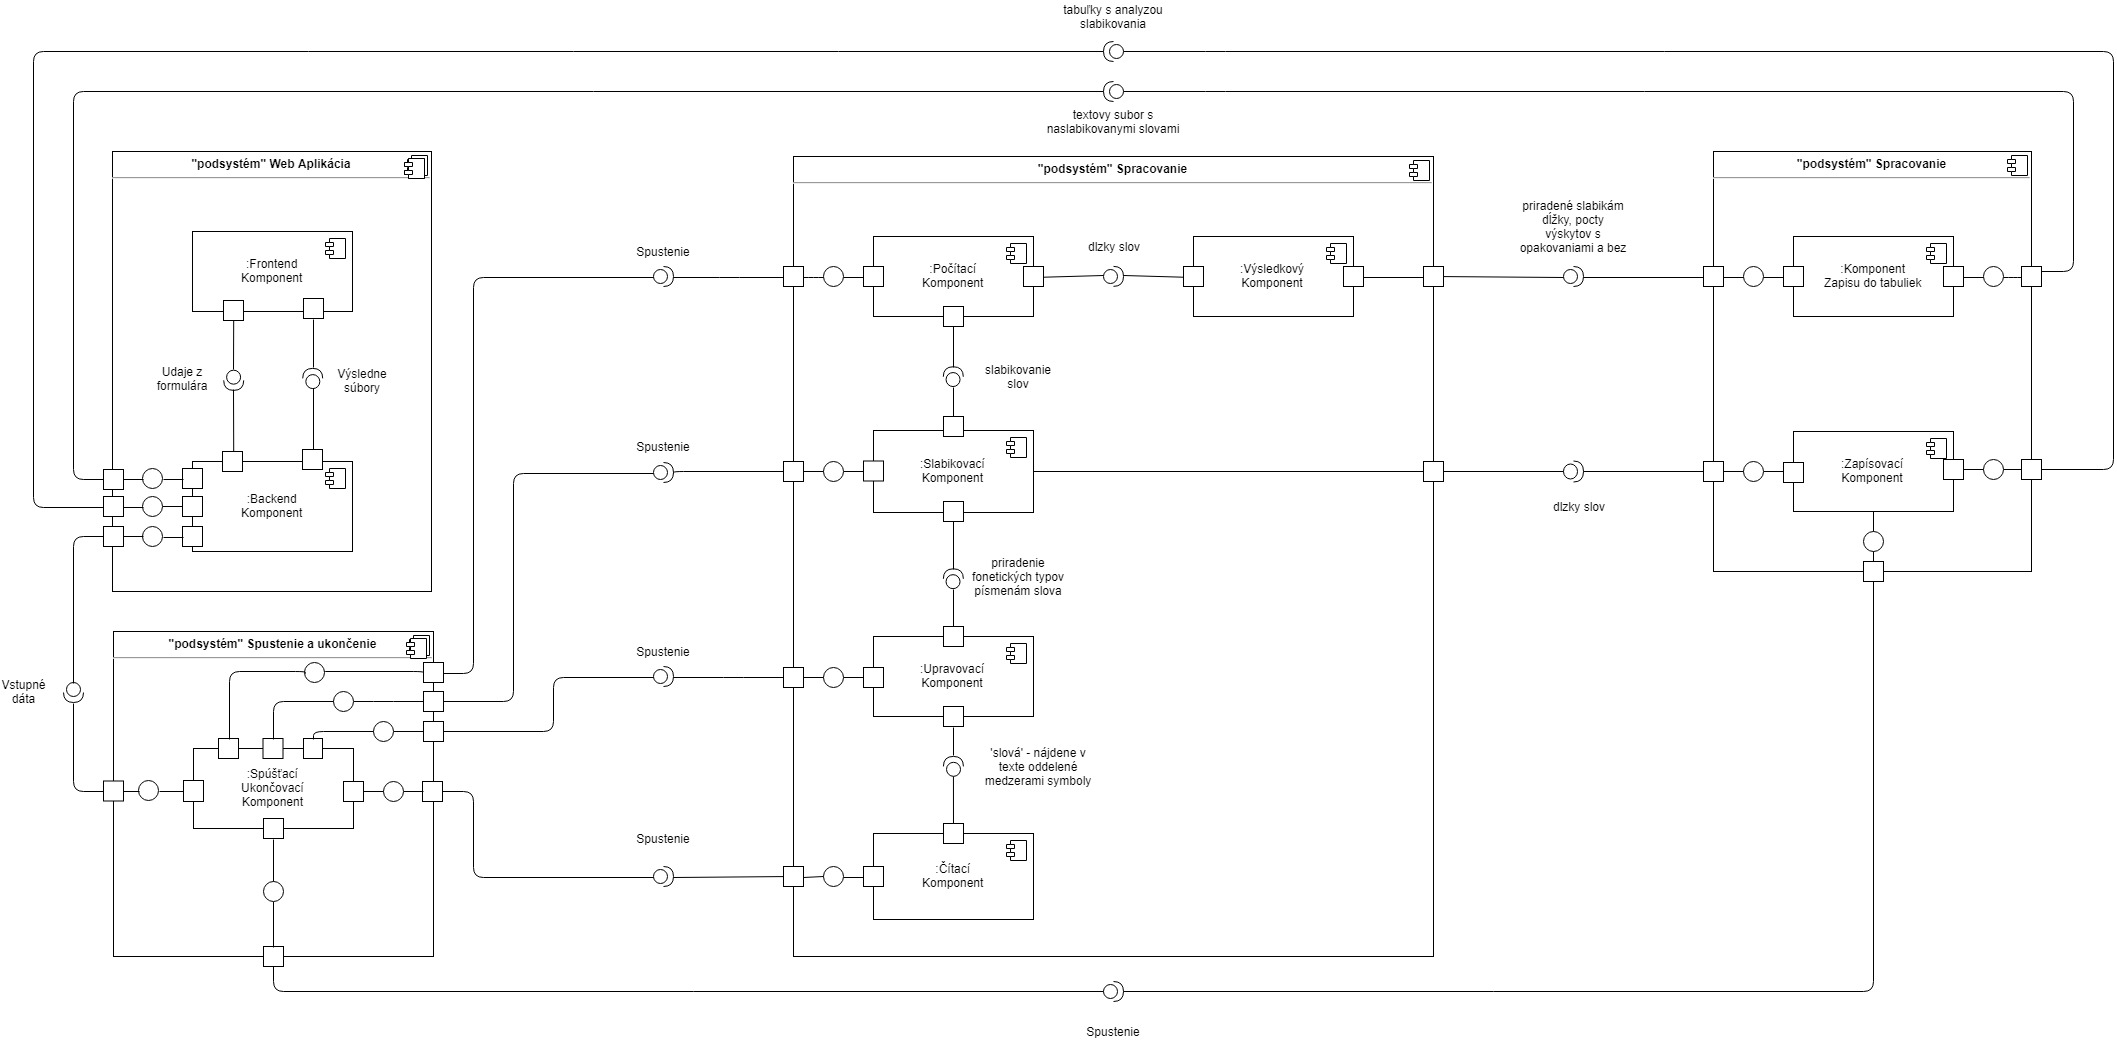 tabuľky s analyzou
slabikovania
textovy subor s
naslabikovanymi slovami
"podsystém" Web Aplikácia
:Frontend
Komponent
Udaje z
formulára
Výsledne
súbory
:Backend
Komponent
Vstupné
dáta
"podsystém" Spustenie a ukončenie
:Spúšťací
Ukončovací
Komponent
Spustenie
Spustenie
Spustenie
Spustenie
"podsystém" Spracovanie
:Počítací
Komponent
dlzky slov
:Výsledkový
Komponent
slabikovanie
slov
:Slabikovací
Komponent
priradenie
fonetických typov
písmenám slova
:Upravovací
Komponent
'slová' - nájdene v
texte oddelené
medzerami symboly
:Čítací
Komponent
priradené slabikám
dĺžky, pocty
výskytov s
opakovaniami a bez
dlzky slov
"podsystém" Spracovanie
:Komponent
Zapisu do tabuliek
:Zapísovací
Komponent
Spustenie